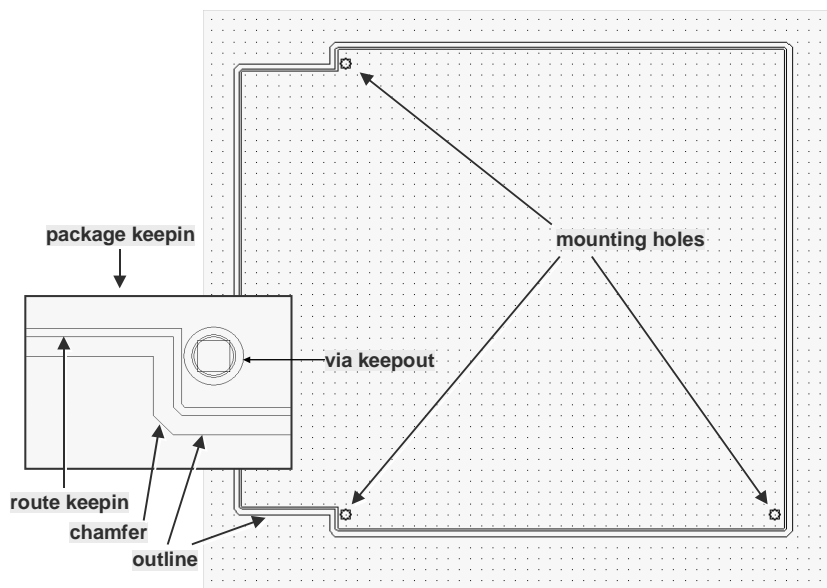 package keepin
mounting holes
via keepout
route keepin
chamfer
outline